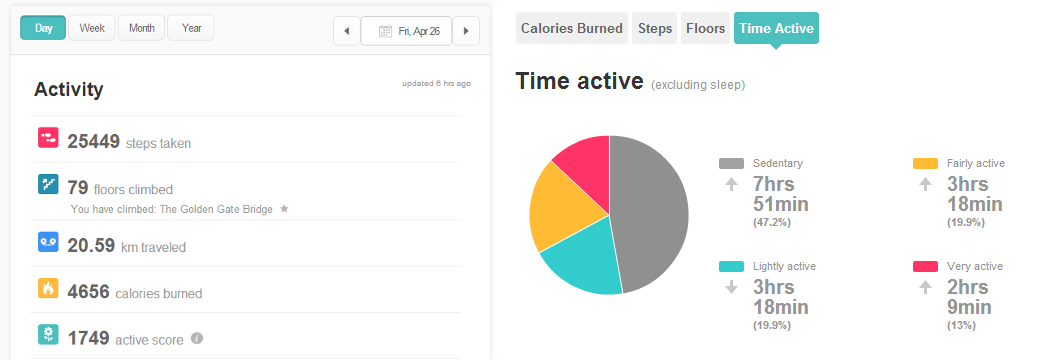 Day Week Month Year
Fri, Apr 26
Activity
updated 6 hrs ago
25449 steps taken
79 floors climbed
You have climbed: The Golden Gate Bridge
20.59 km traveled
4656 calories burned
1749 active score i
Calories Burned Steps Floors Time Active
Time active (excluding sleep)
Sedentary
7hrs
51min
(47.2%)
Fairly active
3hrs
18min
(19.9%)
Lightly active
3hrs
18min
(19.9%)
Very active
2hrs
9min
(13%)